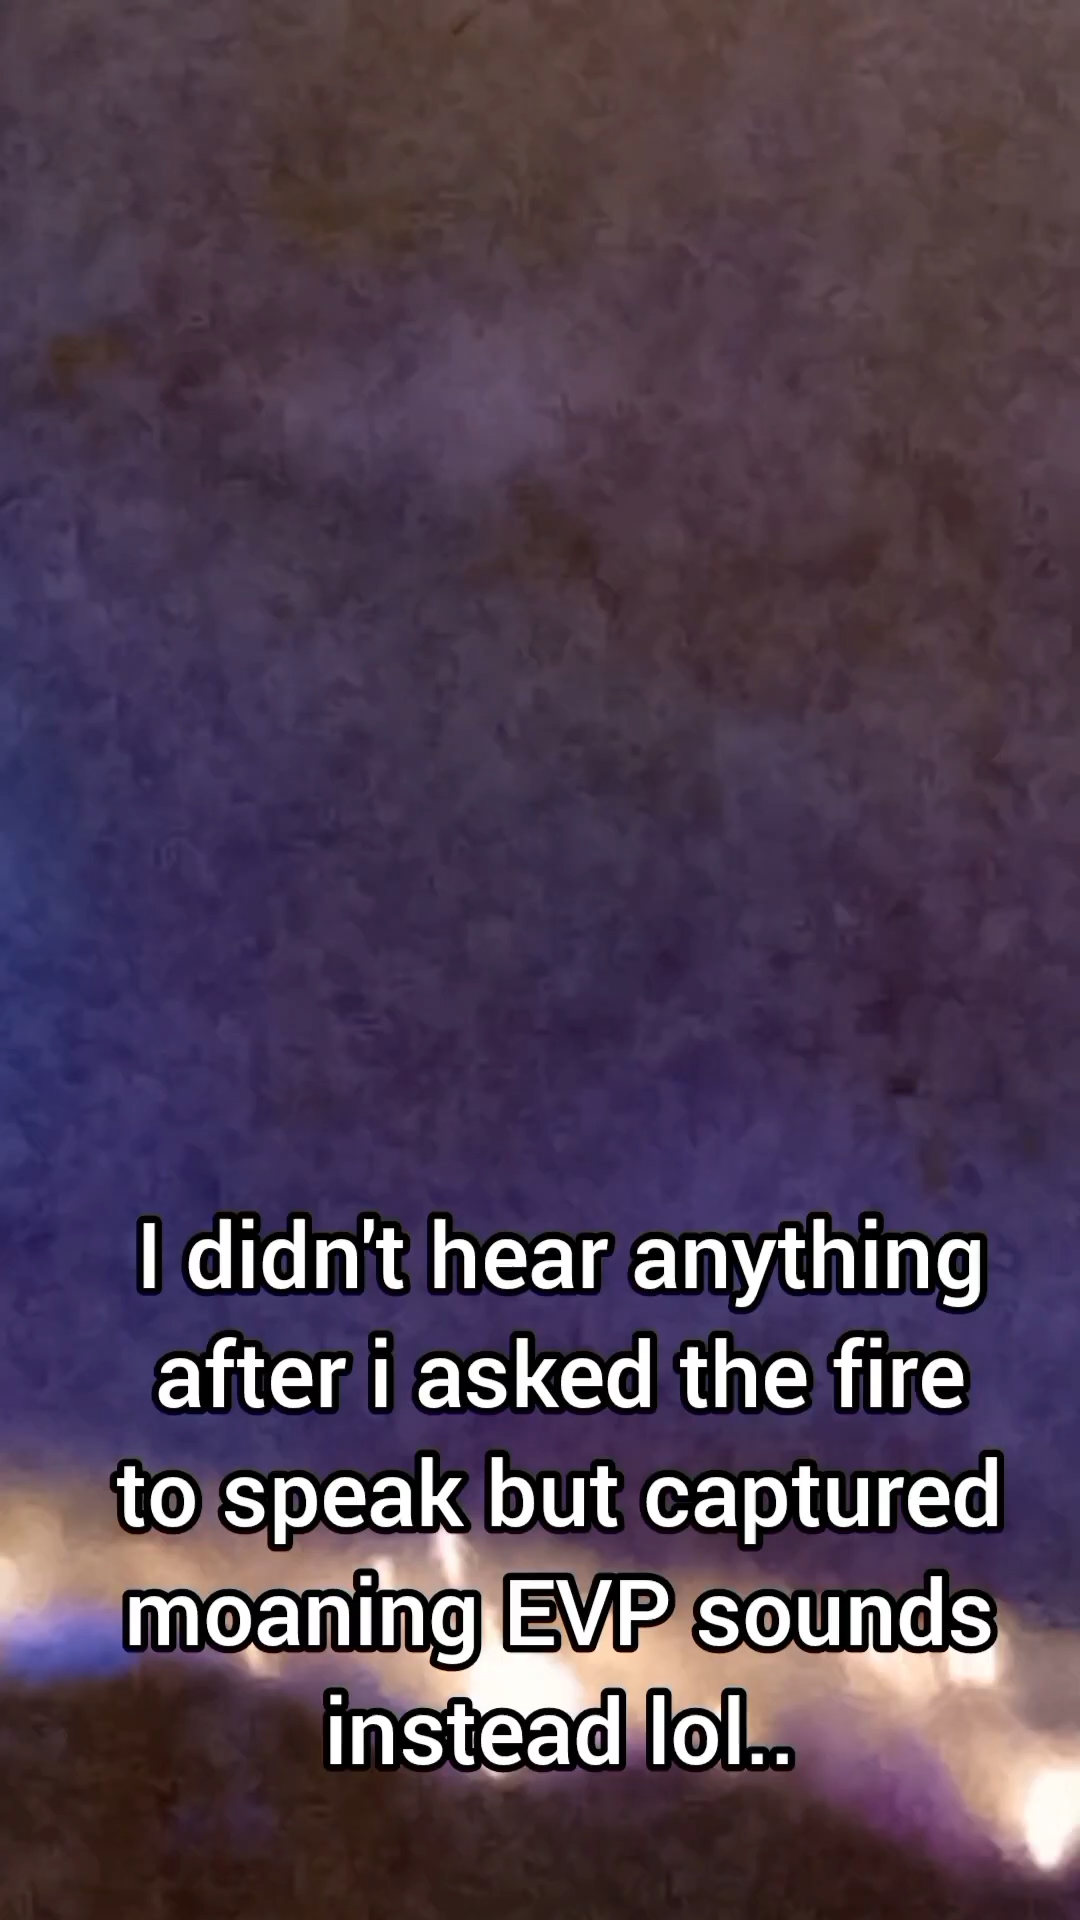 I didn't hear anything
after i asked the fire
to speak but captured
moaning EVP sounds
instead lol..